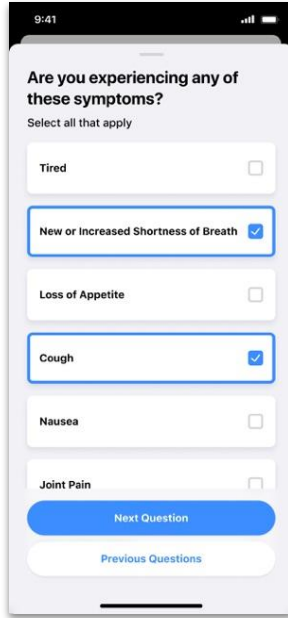 9:41
Are you experiencing any of
these symptoms?
Select all that apply
Tired
New or Increased Shortness of Breath
Loss of Appetite
Cough
Nausea
Joint Pain
Next Question
Previous Questions